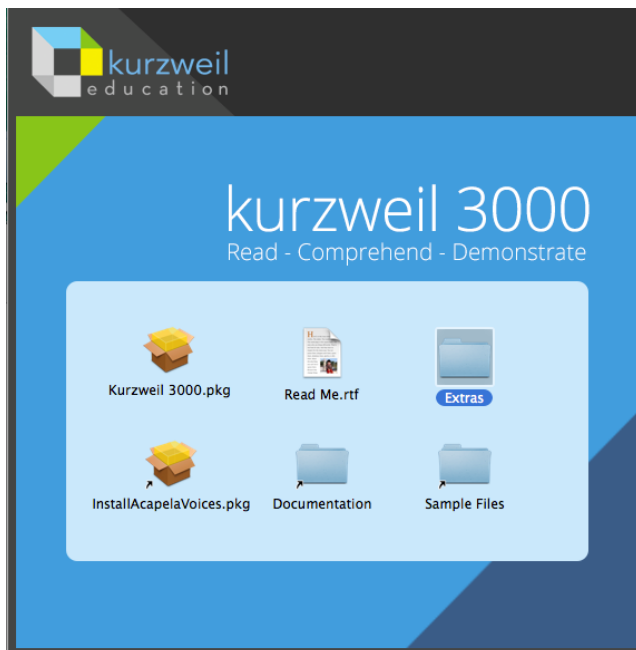 kurzweil
education
kurzweil 3000
Read - Comprehend - Demonstrate
Kurzweil 3000.pkg
Read Me.rtf
Extras
InstallAcapelaVoices.pkg
Documentation
Sample Files